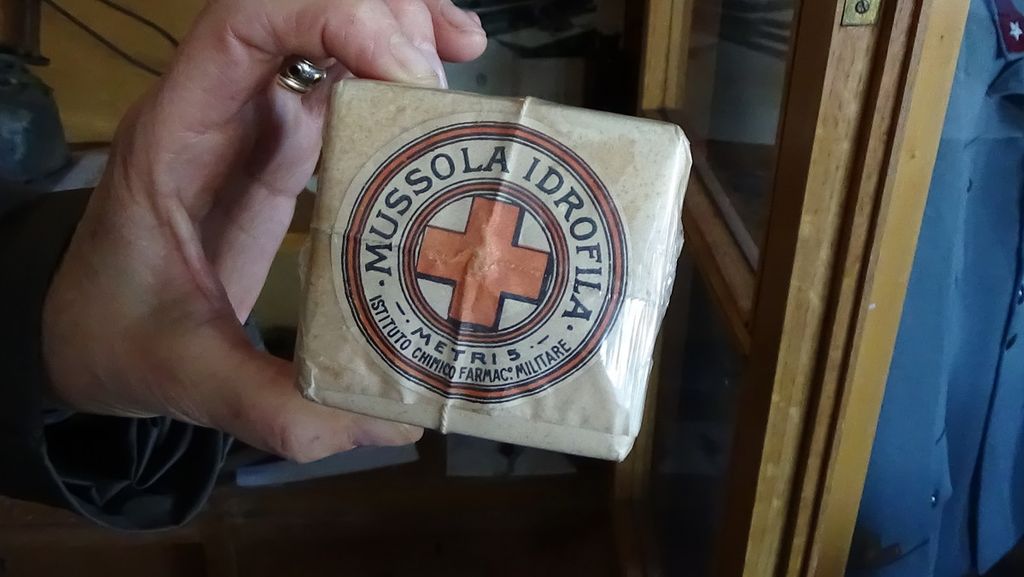 · MUSSOLA IDROFILA ·
- · METRI 5 · -
ISTITUTO CHIMICO FARMAC.º MILITARE